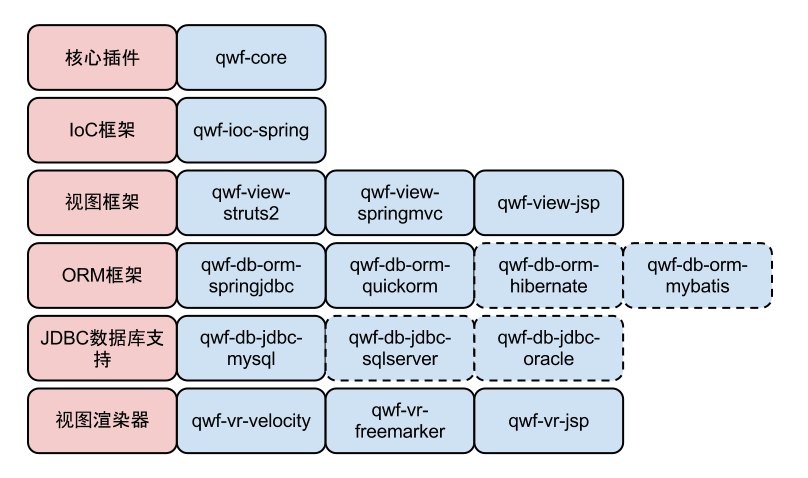 核心插件
qwf-core
IoC框架
qwf-ioc-spring
视图框架
qwf-view-
struts2
qwf-view-
springmvc
qwf-view-jsp
ORM框架
qwf-db-orm-
springjdbc
qwf-db-orm-
quickorm
qwf-db-orm-
hibernate
qwf-db-orm-
mybatis
JDBC数据库支
持
qwf-db-jdbc-
mysql
qwf-db-jdbc-
sqlserver
qwf-db-jdbc-
oracle
视图渲染器
qwf-vr-velocity
qwf-vr-
freemarker
qwf-vr-jsp